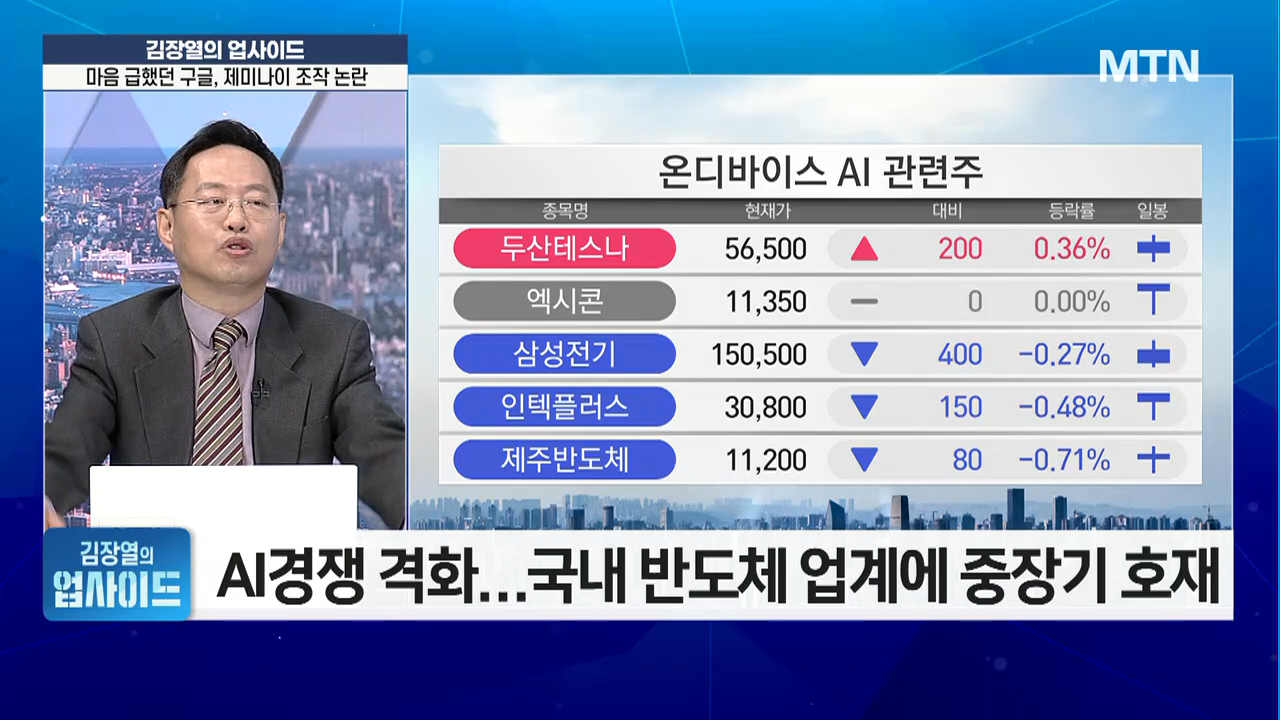 김장열의 업사이드
마음 급했던 구글, 제미나이 조작 논란
MTN
온디바이스 AI 관련주
종목명 현재가 대비 등락률 일봉
두산테스나 56,500 ▲ 200 0.36%
엑시콘 11,350 ─ 0 0.00%
삼성전기 150,500 ▼ 400 -0.27%
인텍플러스 30,800 ▼ 150 -0.48%
제주반도체 11,200 ▼ 80 -0.71%
김장열의
업사이드
AI경쟁 격화...국내 반도체 업계에 중장기 호재